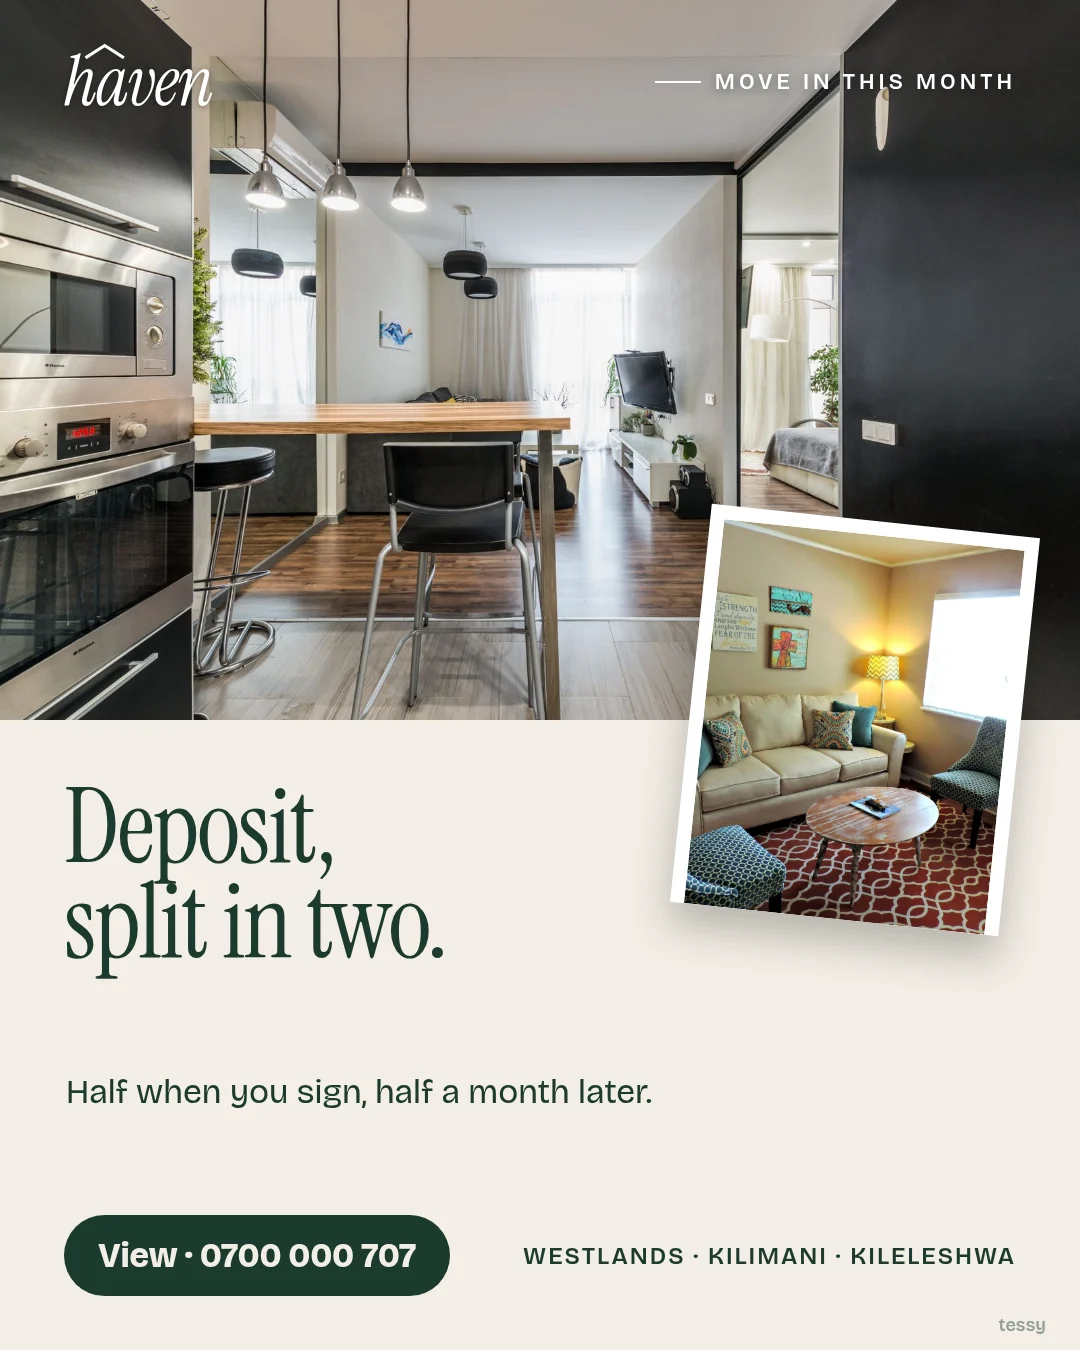 haven
MOVE IN THIS MONTH
STRENGTH
Deposit,
split in two.
Half when you sign, half a month later.
View · 0700 000 707
WESTLANDS · KILIMANI · KILELESHWA
tessy